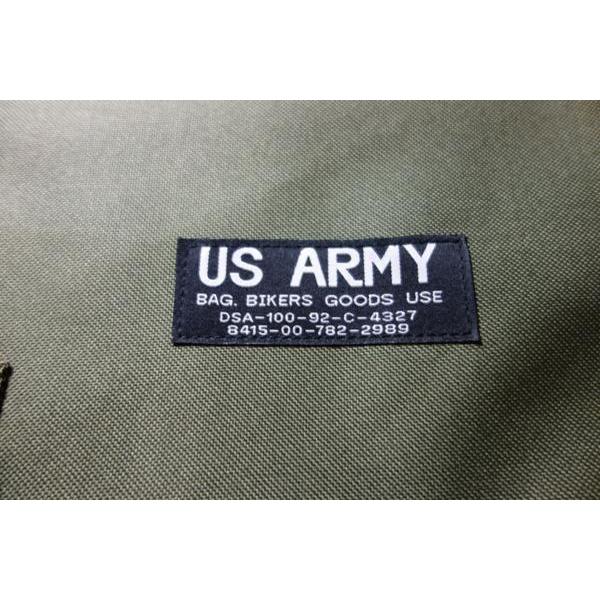 US ARMY
BAG, BIKERS GOODS USE
DSA-100-92-C-4327
8415-00-782-2989